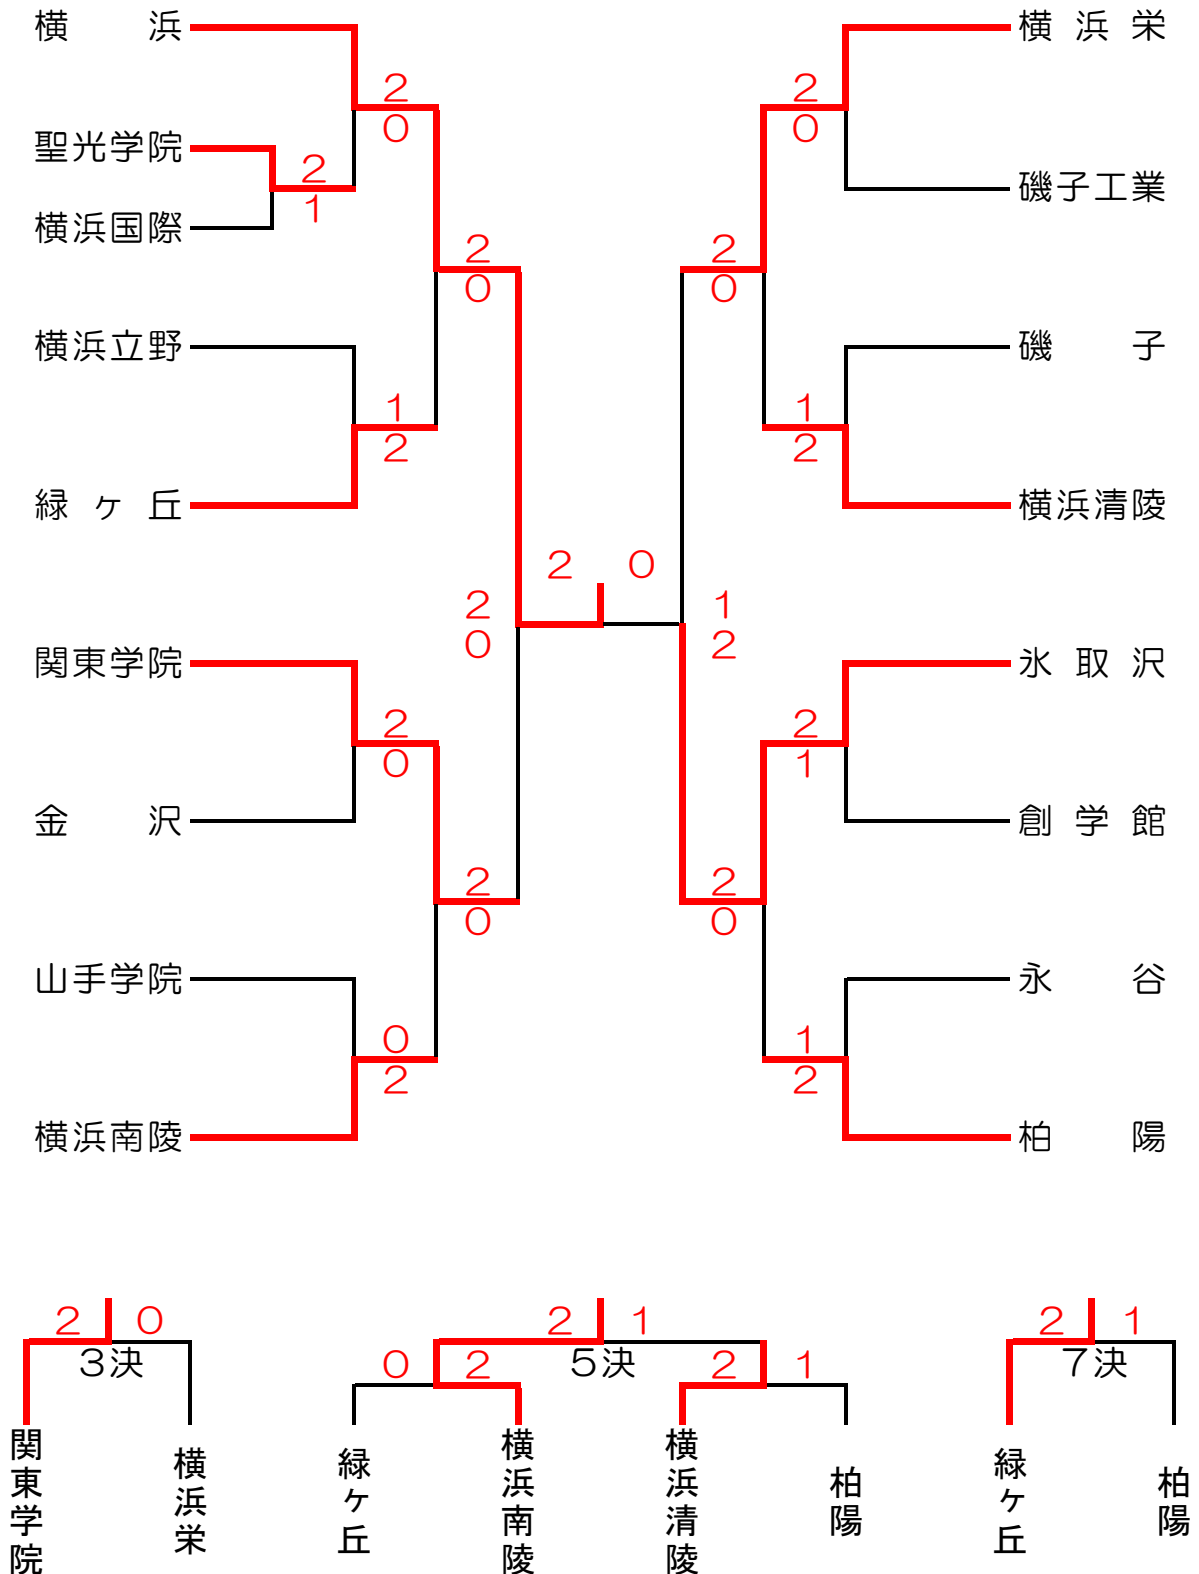 横浜
横浜栄
2
0
2
0
聖光学院
2
1
磯子工業
横浜国際
2
0
2
0
横浜立野
磯子
1
2
1
2
緑ヶ丘
横浜清陵
2 0
2
0
1
2
関東学院
氷取沢
2
0
2
1
金沢
創学館
2
0
2
0
山手学院
永谷
0
2
1
2
横浜南陵
柏陽
2 0
3決
2 1
5決
0 2
2 1
2 1
7決
関東学院
横浜栄
緑ヶ丘
横浜南陵
横浜清陵
柏陽
緑ヶ丘
柏陽